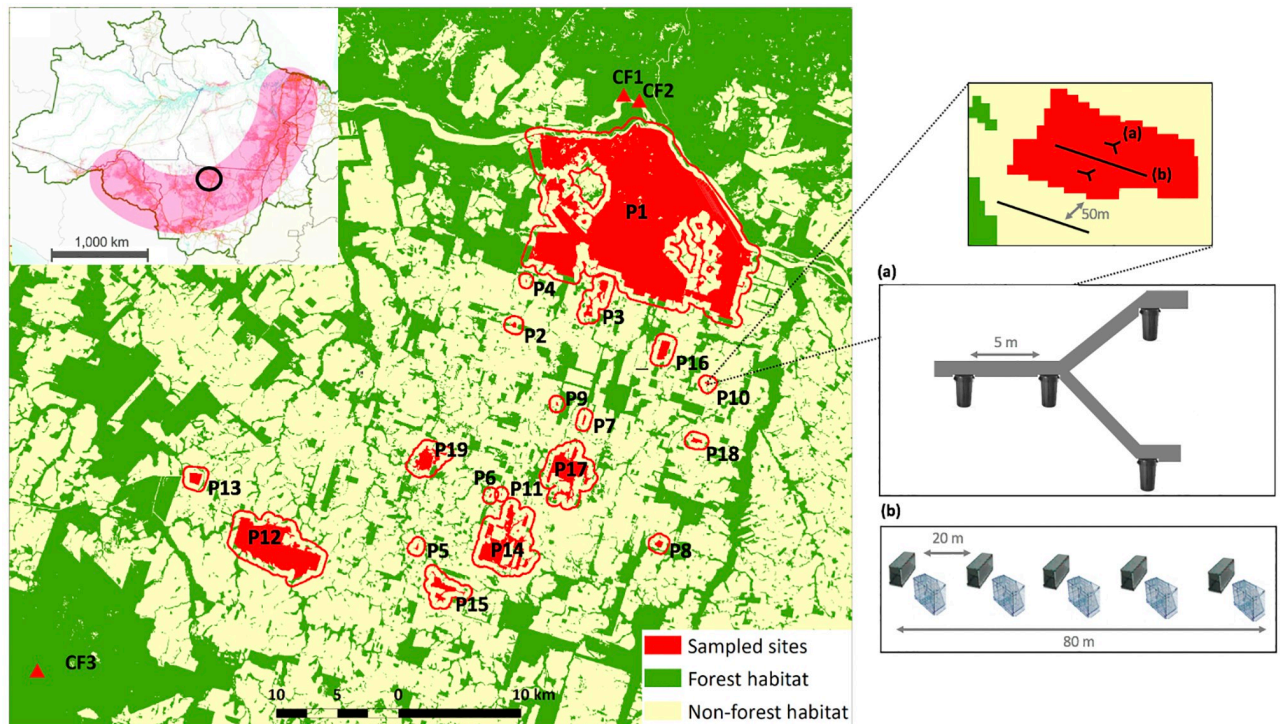 1,000 km
CF1
CF2
P1
P4
P3
P2
P16
P10
P9
P7
P18
P19
P17
P13
P6
P11
P12
P5
P14
P8
P15
CF3
10 5 0 10 km
Sampled sites
Forest habitat
Non-forest habitat
(a)
(b)
50m
(a)
5 m
(b)
20 m
80 m